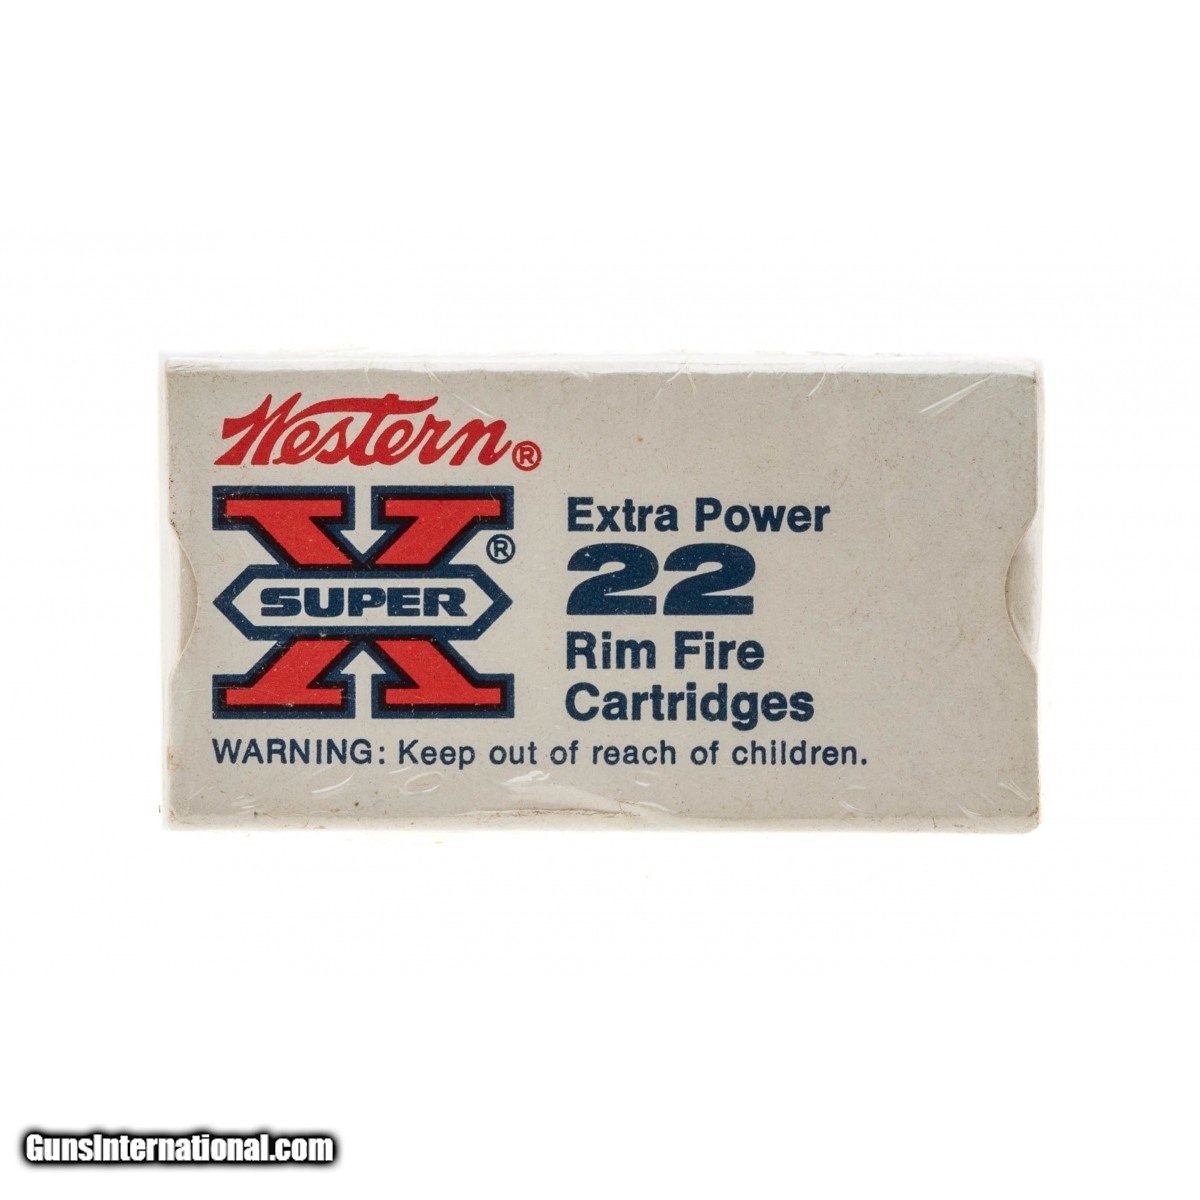 Western®
X®
SUPER
Extra Power
22
Rim Fire
Cartridges
WARNING: Keep out of reach of children.
GunsInternational.com